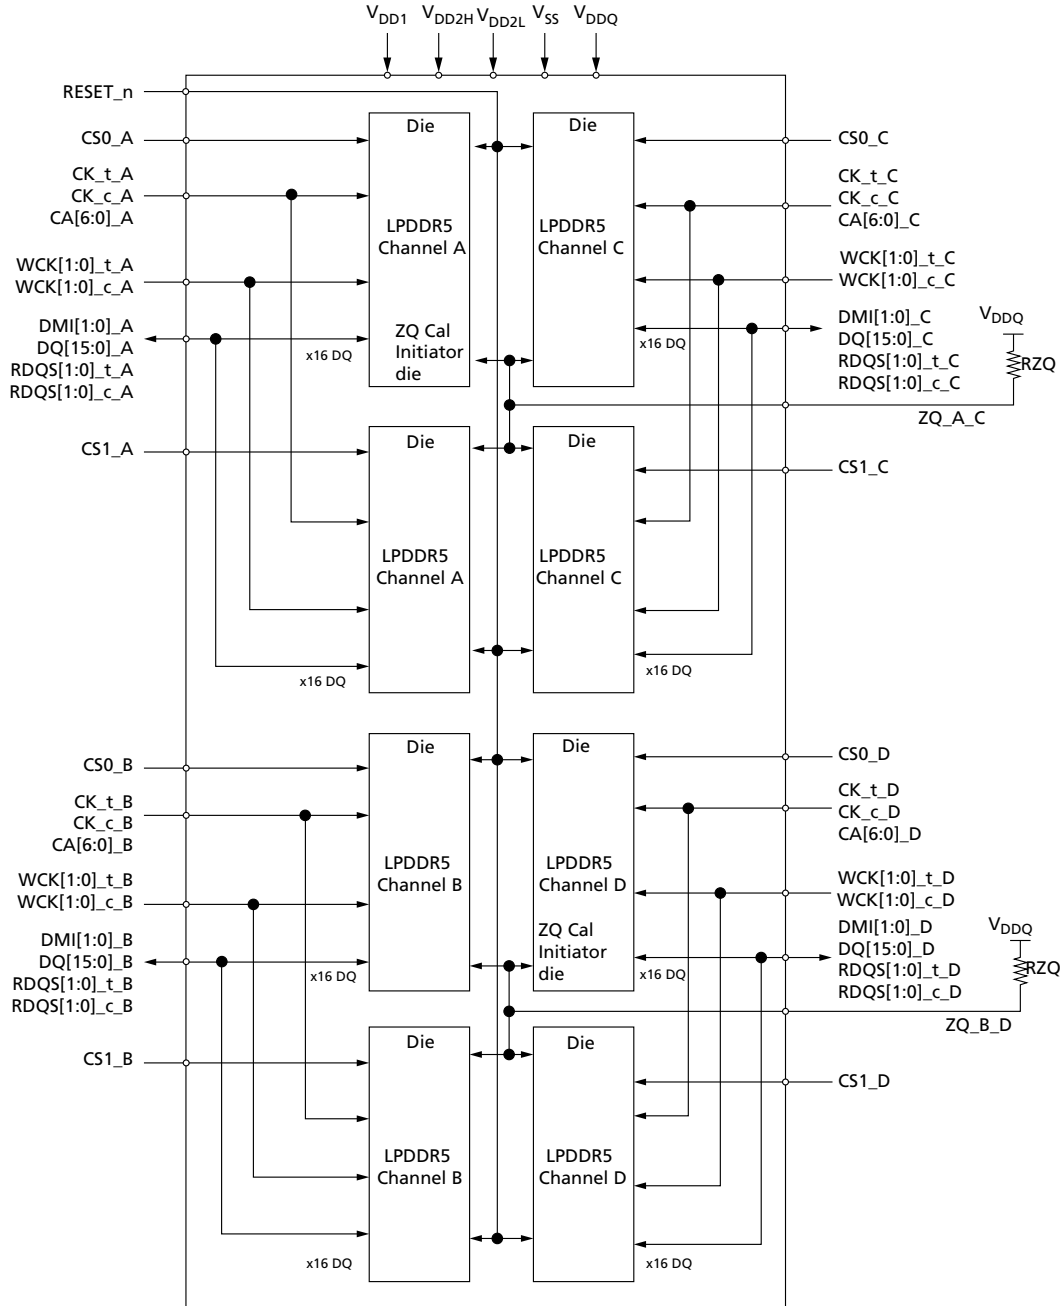 VDD1 VDD2H VDD2L VSS VDDQ
RESET_n
CS0_A
CK_t_A
CK_c_A
CA[6:0]_A
WCK[1:0]_t_A
WCK[1:0]_c_A
DMI[1:0]_A
DQ[15:0]_A
RDQS[1:0]_t_A
RDQS[1:0]_c_A
Die
LPDDR5
Channel A
ZQ Cal
Initiator
die
x16 DQ
Die
LPDDR5
Channel C
x16 DQ
CS0_C
CK_t_C
CK_c_C
CA[6:0]_C
WCK[1:0]_t_C
WCK[1:0]_c_C
DMI[1:0]_C
DQ[15:0]_C
RDQS[1:0]_t_C
RDQS[1:0]_c_C
VDDQ
RZQ
ZQ_A_C
CS1_A
Die
LPDDR5
Channel A
x16 DQ
Die
LPDDR5
Channel C
x16 DQ
CS1_C
CS0_B
CK_t_B
CK_c_B
CA[6:0]_B
WCK[1:0]_t_B
WCK[1:0]_c_B
DMI[1:0]_B
DQ[15:0]_B
RDQS[1:0]_t_B
RDQS[1:0]_c_B
Die
LPDDR5
Channel B
x16 DQ
Die
LPDDR5
Channel D
ZQ Cal
Initiator
die
x16 DQ
CS0_D
CK_t_D
CK_c_D
CA[6:0]_D
WCK[1:0]_t_D
WCK[1:0]_c_D
DMI[1:0]_D
DQ[15:0]_D
RDQS[1:0]_t_D
RDQS[1:0]_c_D
VDDQ
RZQ
ZQ_B_D
CS1_B
Die
LPDDR5
Channel B
x16 DQ
Die
LPDDR5
Channel D
x16 DQ
CS1_D